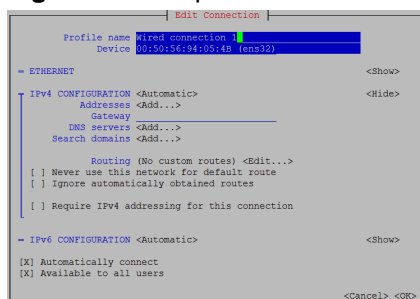 Edit Connection
Profile name Wired connection 1
Device 00:50:56:94:05:4B (ens32)
= ETHERNET <Show>
IPv4 CONFIGURATION <Automatic> <Hide>
Addresses <Add...>
Gateway
DNS servers <Add...>
Search domains <Add...>
Routing (No custom routes) <Edit...>
[ ] Never use this network for default route
[ ] Ignore automatically obtained routes
[ ] Require IPv4 addressing for this connection
= IPv6 CONFIGURATION <Automatic> <Show>
[X] Automatically connect
[X] Available to all users
<Cancel> <OK>